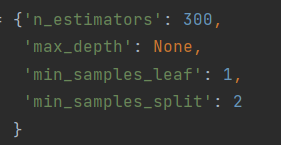 = {'n_estimators': 300,
'max_depth': None,
'min_samples_leaf': 1,
'min_samples_split': 2
}